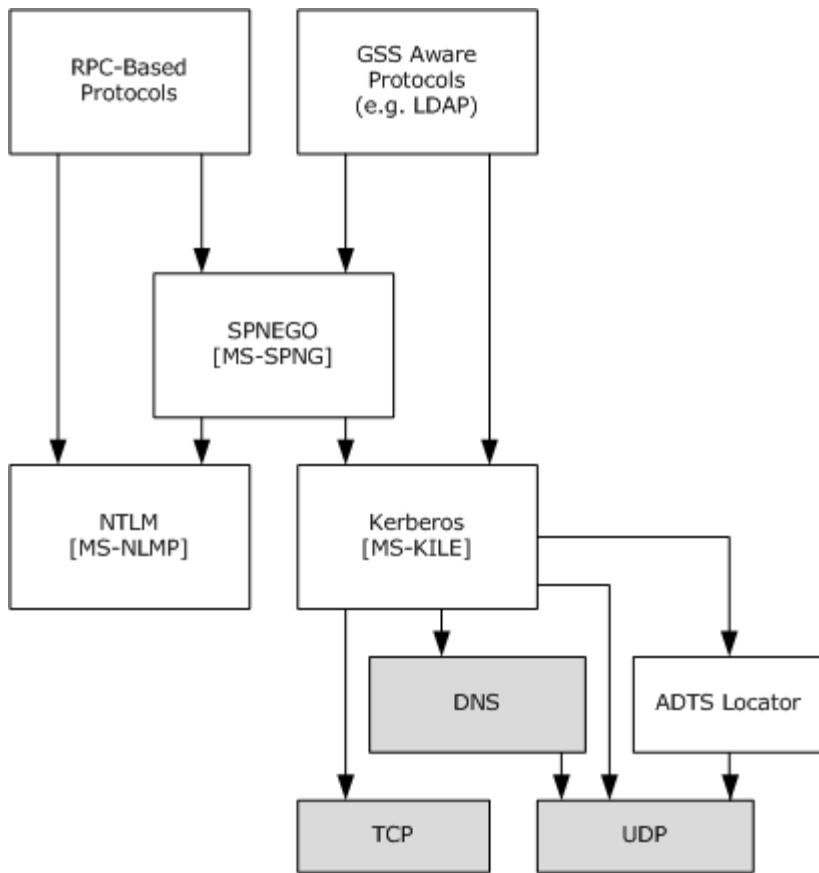 RPC-Based
Protocols
GSS Aware
Protocols
(e.g. LDAP)
SPNEGO
[MS-SPNG]
NTLM
[MS-NLMP]
Kerberos
[MS-KILE]
DNS
ADTS Locator
TCP
UDP